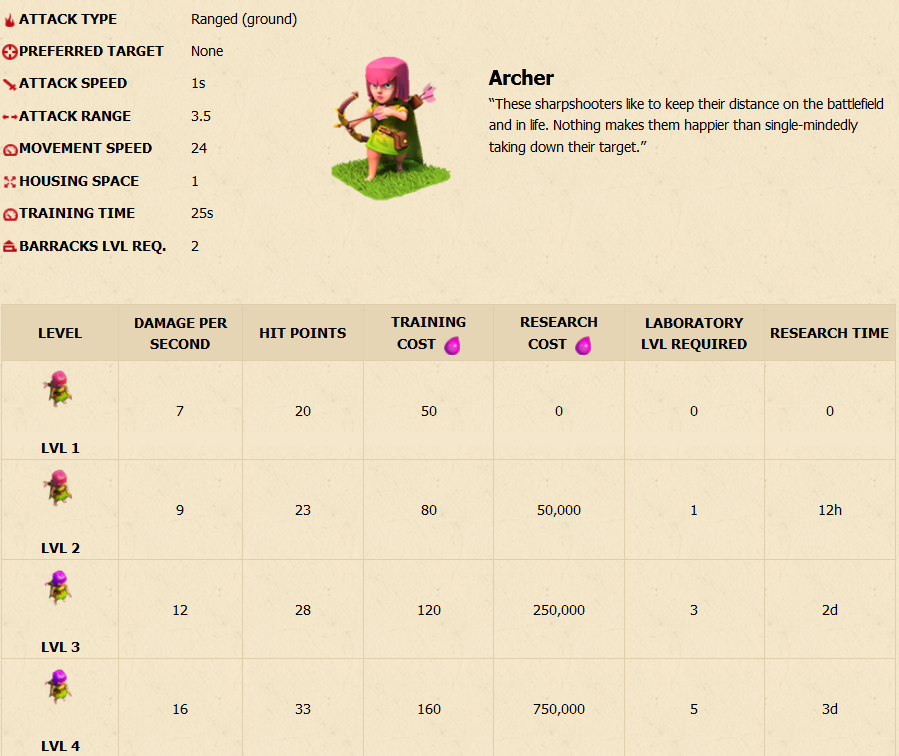 ATTACK TYPE Ranged (ground)
PREFERRED TARGET None
ATTACK SPEED 1s
ATTACK RANGE 3.5
MOVEMENT SPEED 24
HOUSING SPACE 1
TRAINING TIME 25s
BARRACKS LVL REQ. 2
Archer
“These sharpshooters like to keep their distance on the battlefield
and in life. Nothing makes them happier than single-mindedly
taking down their target.”
LEVEL DAMAGE PER SECOND HIT POINTS TRAINING COST RESEARCH COST LABORATORY LVL REQUIRED RESEARCH TIME
LVL 1 7 20 50 0 0 0
LVL 2 9 23 80 50,000 1 12h
LVL 3 12 28 120 250,000 3 2d
LVL 4 16 33 160 750,000 5 3d